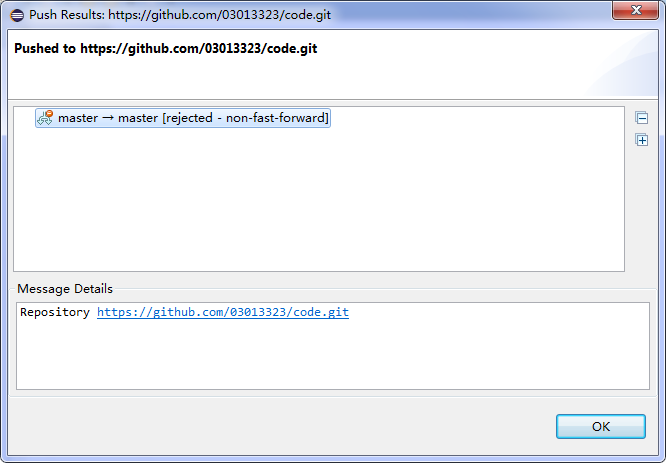 Push Results: https://github.com/03013323/code.git
Pushed to https://github.com/03013323/code.git
master → master [rejected - non-fast-forward]
Message Details
Repository https://github.com/03013323/code.git
OK